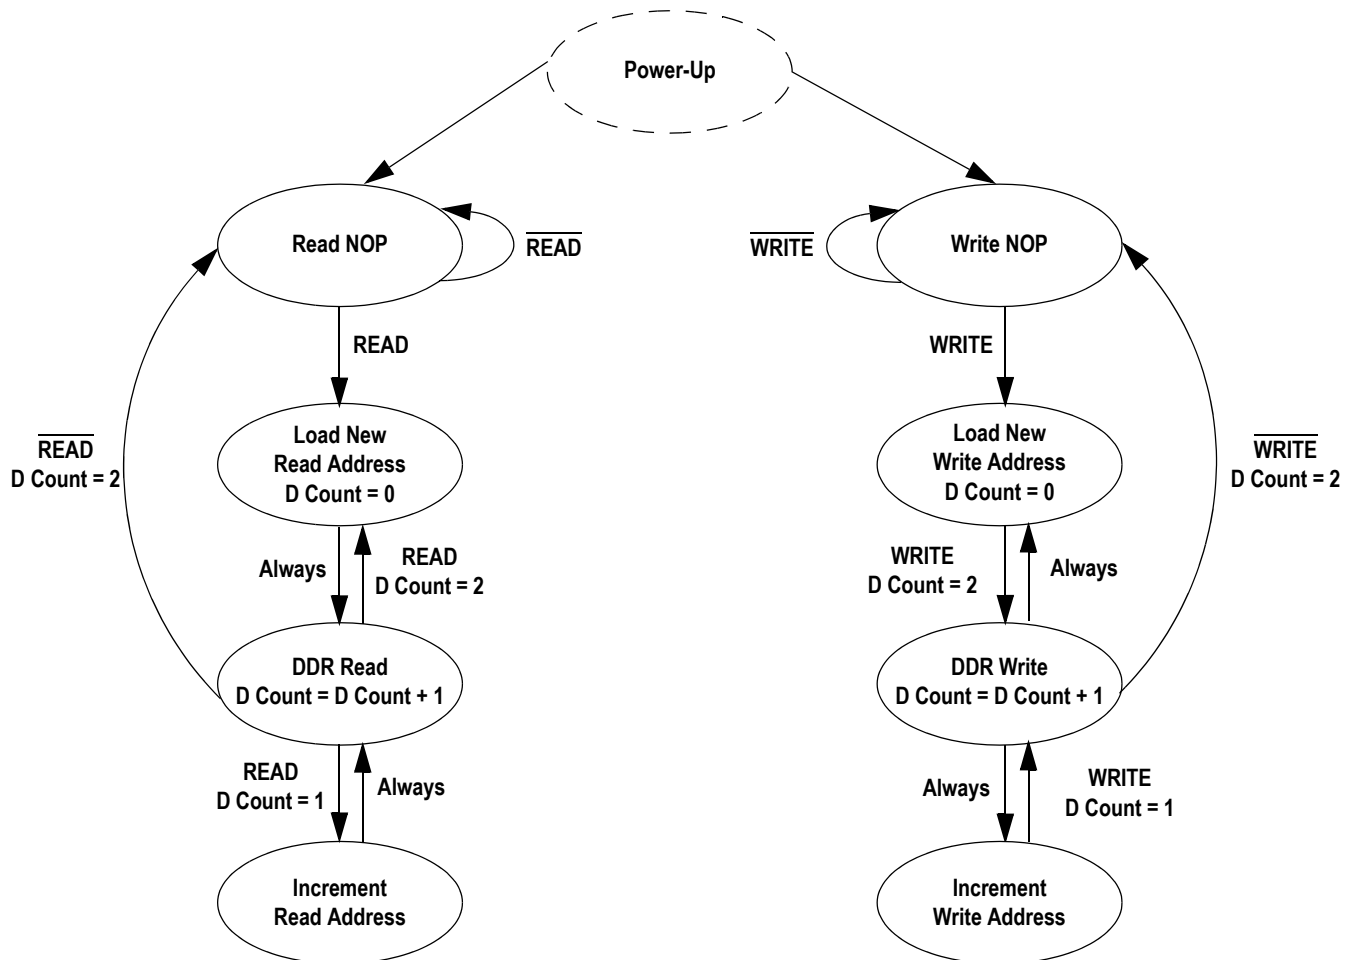 Power-Up
Read NOP
READ
WRITE
Write NOP
READ
WRITE
READ
D Count = 2
Load New
Read Address
D Count = 0
Load New
Write Address
D Count = 0
WRITE
D Count = 2
Always
READ
D Count = 2
WRITE
D Count = 2
Always
DDR Read
D Count = D Count + 1
DDR Write
D Count = D Count + 1
READ
D Count = 1
Always
Always
WRITE
D Count = 1
Increment
Read Address
Increment
Write Address